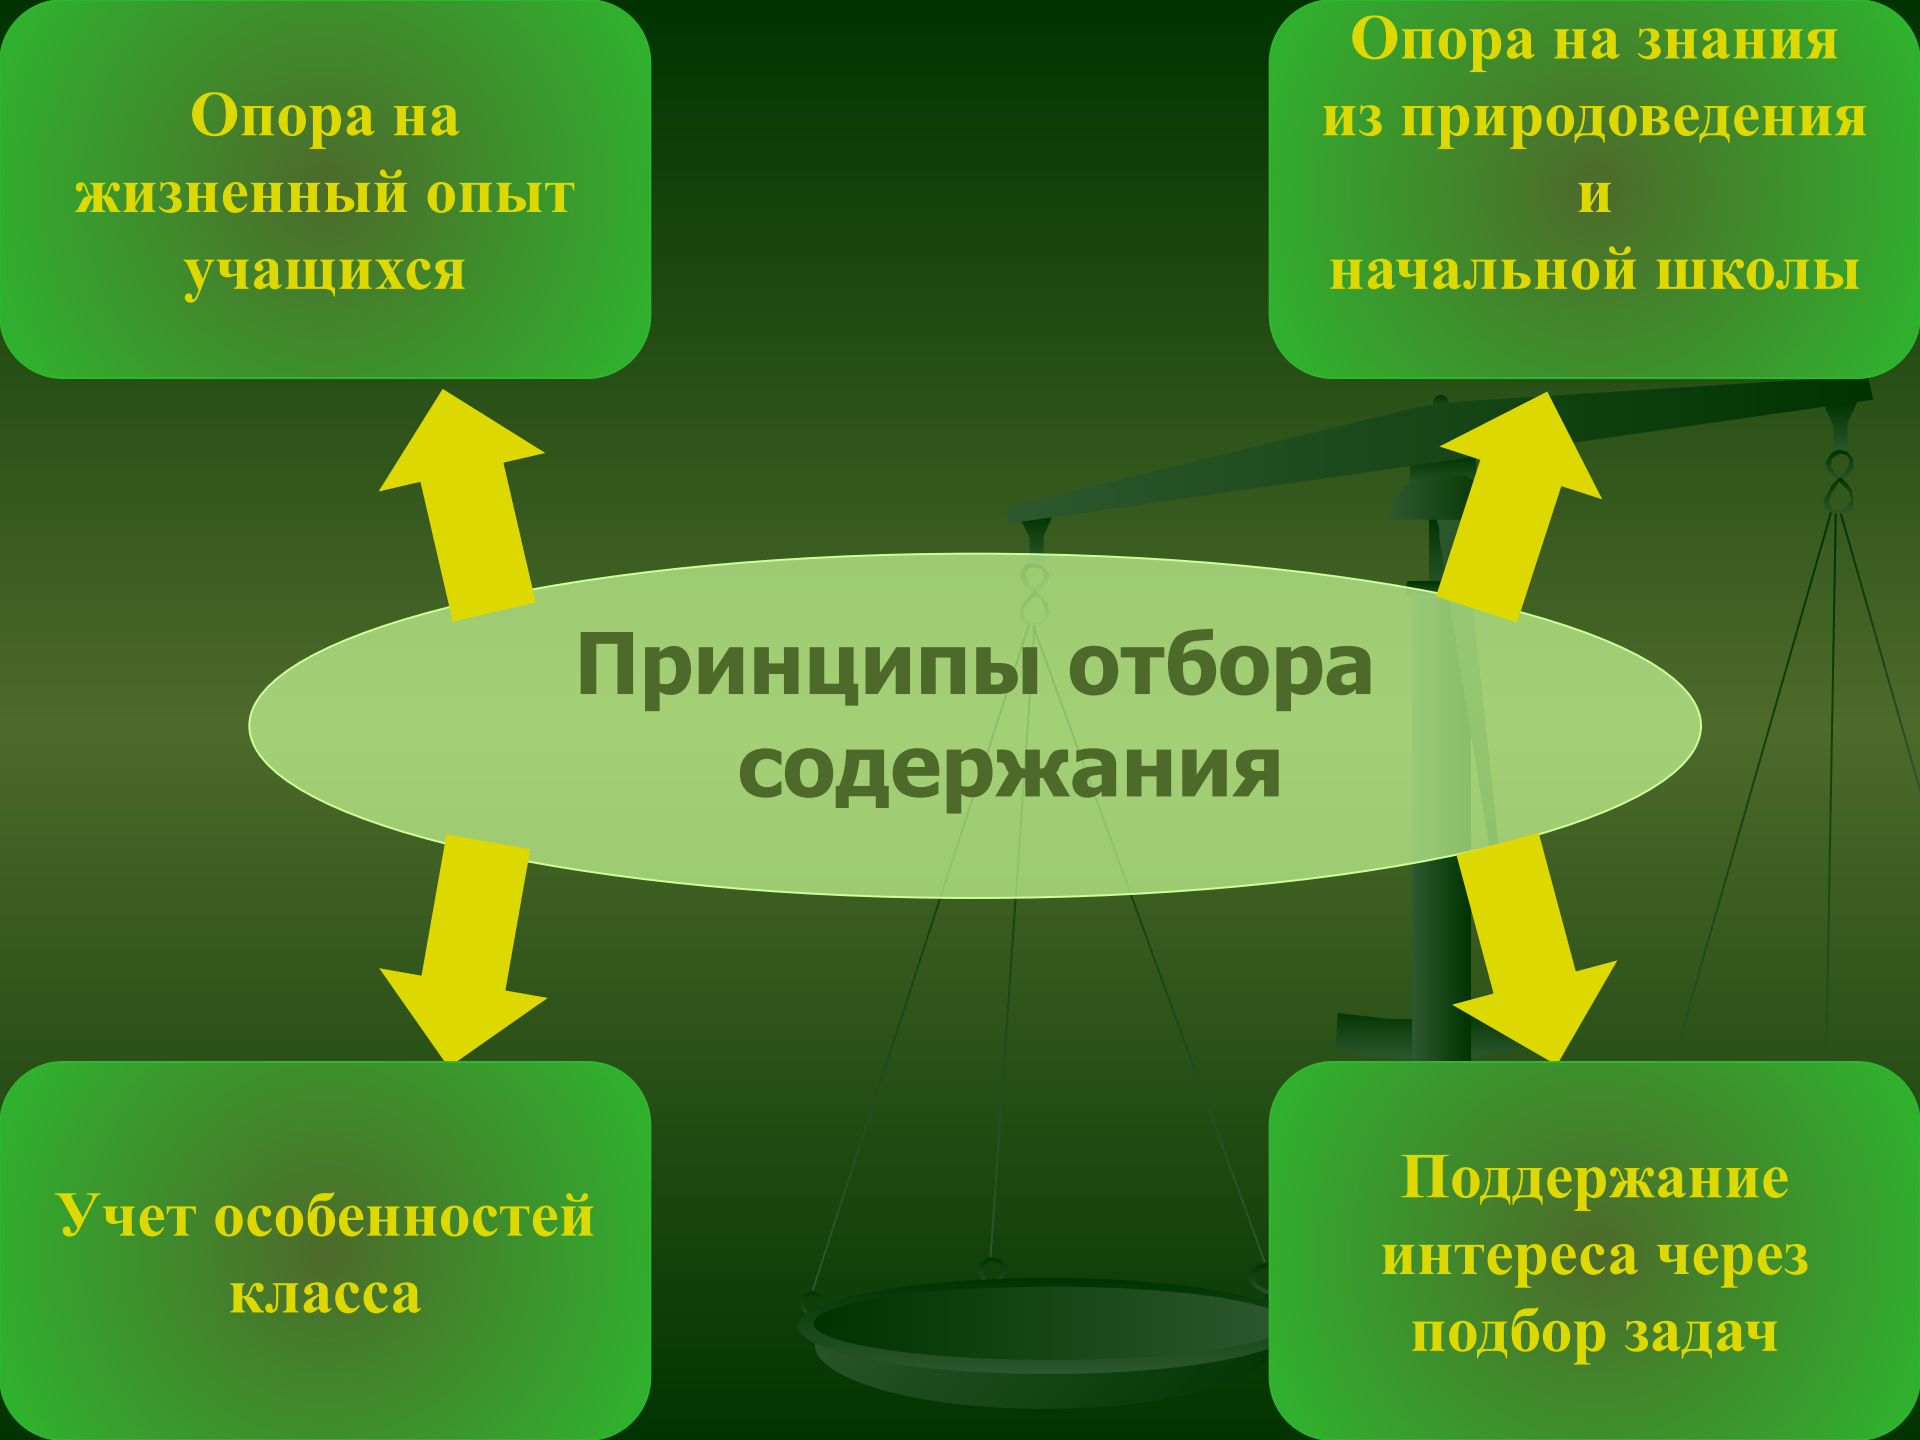 Опора на
жизненный опыт
учащихся
Опора на знания
из природоведения
и
начальной школы
Принципы отбора
содержания
Учет особенностей
класса
Поддержание
интереса через
подбор задач